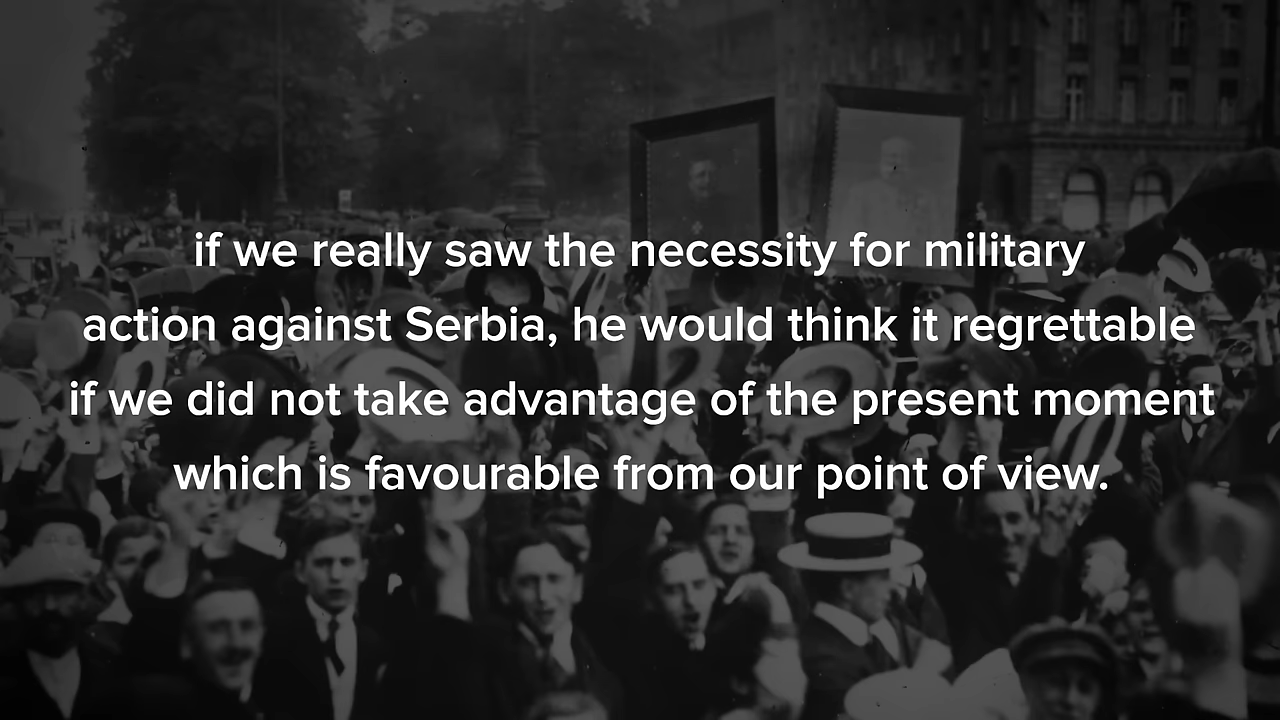 if we really saw the necessity for military
action against Serbia, he would think it regrettable
if we did not take advantage of the present moment
which is favourable from our point of view.